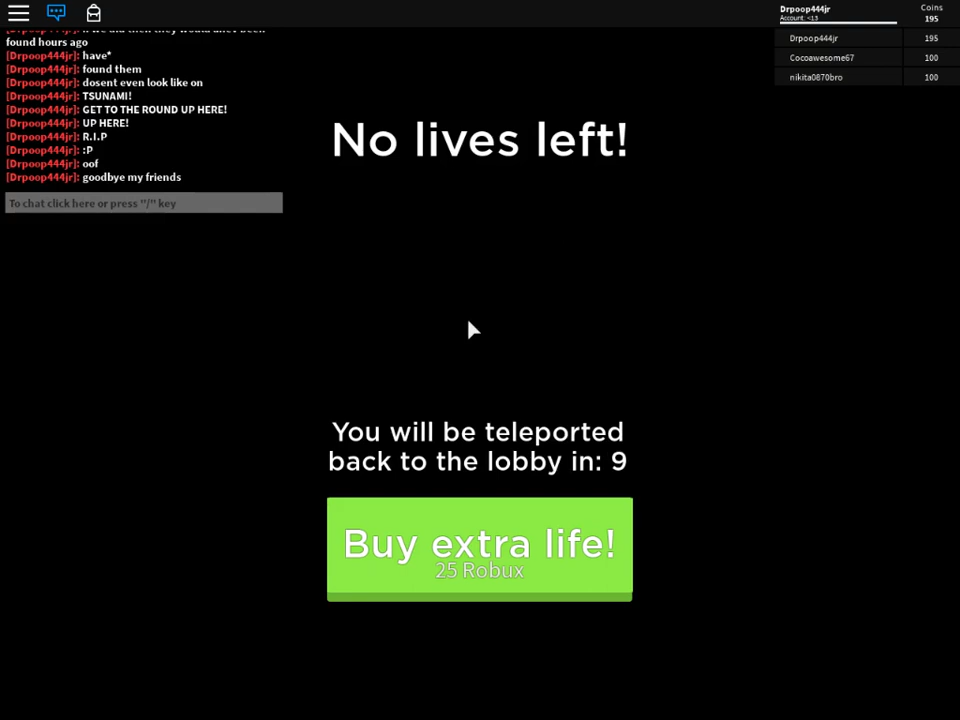 Drpoop444jr
Account: <13
Coins
195
found hours ago
[Drpoop444jr]: have*
[Drpoop444jr]: found them
[Drpoop444jr]: dosent even look like on
[Drpoop444jr]: TSUNAMI!
[Drpoop444jr]: GET TO THE ROUND UP HERE!
[Drpoop444jr]: UP HERE!
[Drpoop444jr]: R.I.P
[Drpoop444jr]: :P
[Drpoop444jr]: oof
[Drpoop444jr]: goodbye my friends
To chat click here or press "/" key
Drpoop444jr 195
Cocoawesome67 100
nikita0870bro 100
No lives left!
You will be teleported
back to the lobby in: 9
Buy extra life!
25 Robux